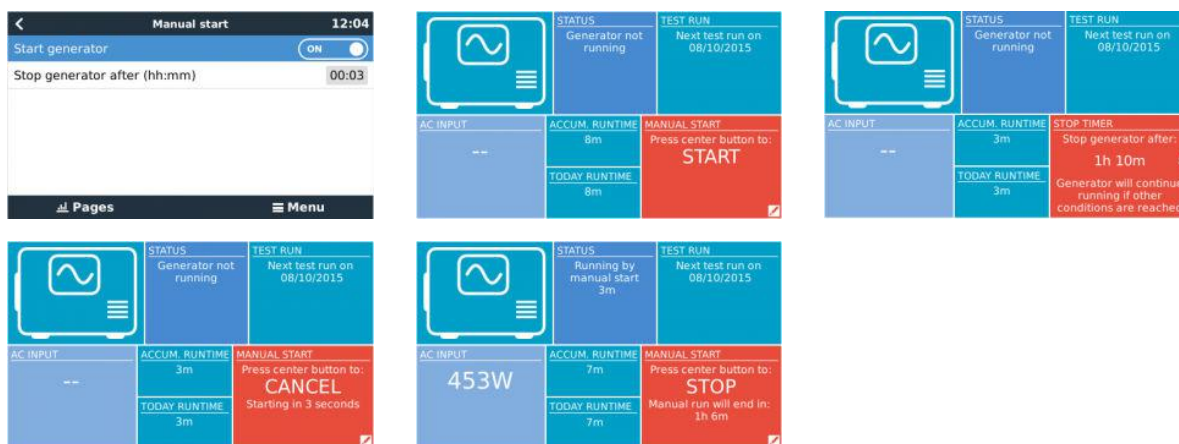 Manual start 12:04
Start generator ON
Stop generator after (hh:mm) 00:03
Pages Menu
STATUS
Generator not
running
TEST RUN
Next test run on
08/10/2015
AC INPUT
--
ACCUM. RUNTIME
8m
TODAY RUNTIME
8m
MANUAL START
Press center button to:
START
STATUS
Generator not
running
TEST RUN
Next test run on
08/10/2015
AC INPUT
--
ACCUM. RUNTIME
3m
TODAY RUNTIME
3m
STOP TIMER
Stop generator after:
1h 10m
Generator will continue
running if other
conditions are reached
STATUS
Generator not
running
TEST RUN
Next test run on
08/10/2015
AC INPUT
--
ACCUM. RUNTIME
3m
TODAY RUNTIME
3m
MANUAL START
Press center button to:
CANCEL
Starting in 3 seconds
STATUS
Running by
manual start
3m
TEST RUN
Next test run on
08/10/2015
AC INPUT
453W
ACCUM. RUNTIME
7m
TODAY RUNTIME
7m
MANUAL START
Press center button to:
STOP
Manual run will end in:
1h 6m